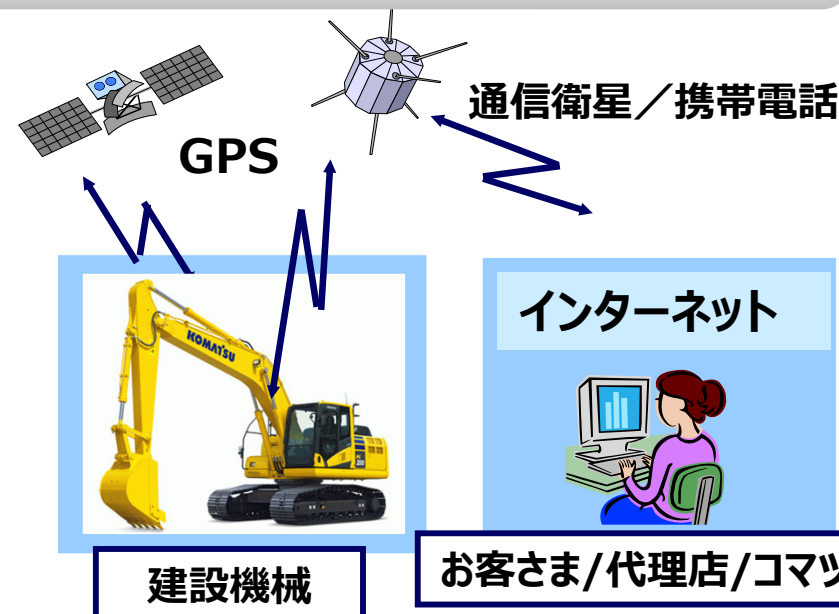 通信衛星／携帯電話
GPS
インターネット
KOMATSU
建設機械
お客さま/代理店/コマツ